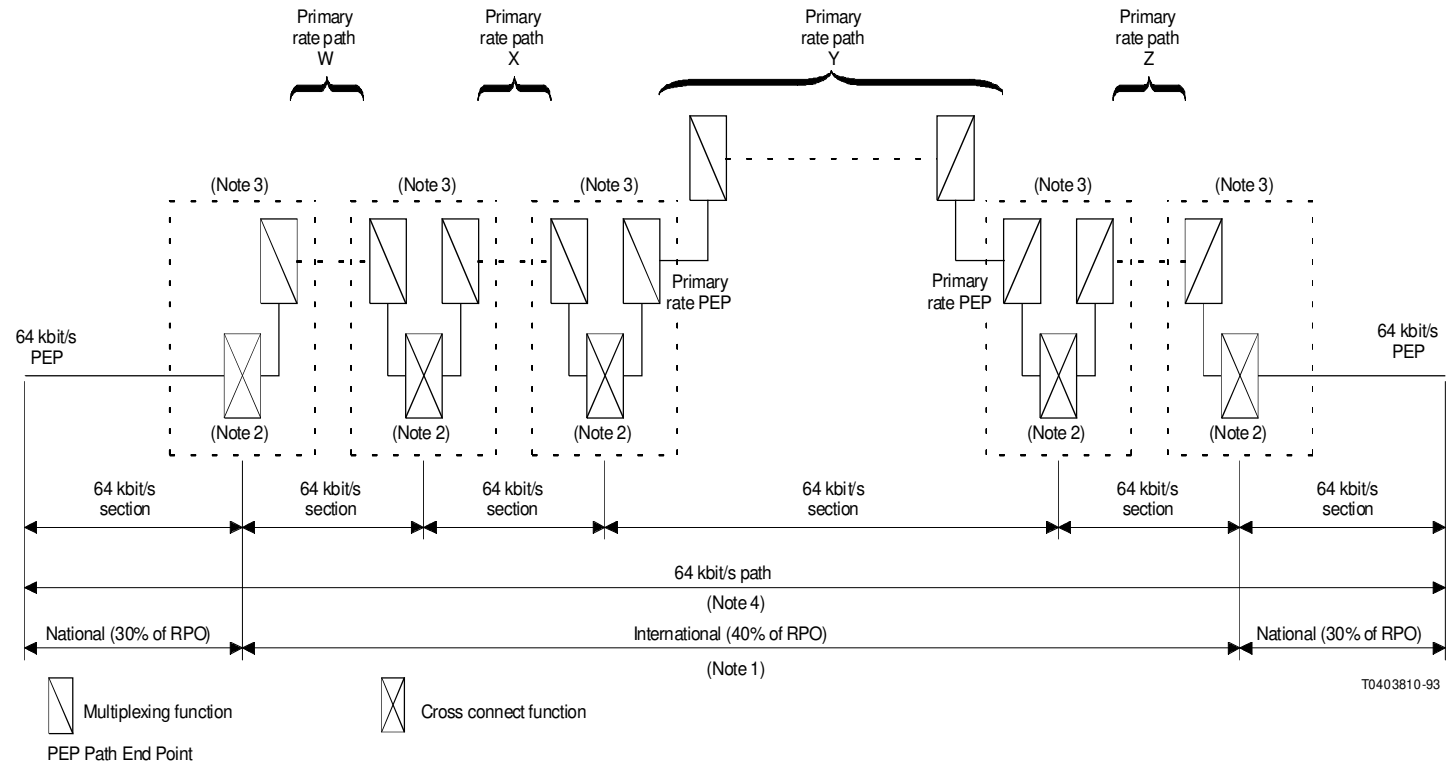 Primary
rate path
W
Primary
rate path
X
Primary
rate path
Y
Primary
rate path
Z
(Note 3)
(Note 3)
(Note 3)
(Note 3)
(Note 3)
Primary
rate PEP
Primary
rate PEP
64 kbit/s
PEP
64 kbit/s
PEP
(Note 2)
(Note 2)
(Note 2)
(Note 2)
(Note 2)
64 kbit/s
section
64 kbit/s
section
64 kbit/s
section
64 kbit/s
section
64 kbit/s
section
64 kbit/s
section
64 kbit/s path
(Note 4)
National (30% of RPO)
International (40% of RPO)
National (30% of RPO)
(Note 1)
T0403810-93
Multiplexing function
Cross connect function
PEP Path End Point